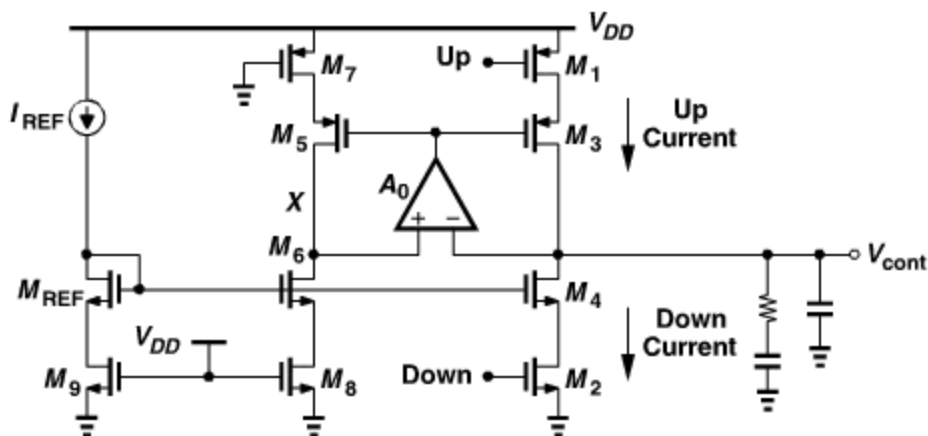 V_DD
Up
M_7
M_1
I_REF
Up
Current
M_5
M_3
A_0
X
+
−
M_6
V_cont
M_REF
M_4
V_DD
Down
Current
M_9
M_8
Down
M_2